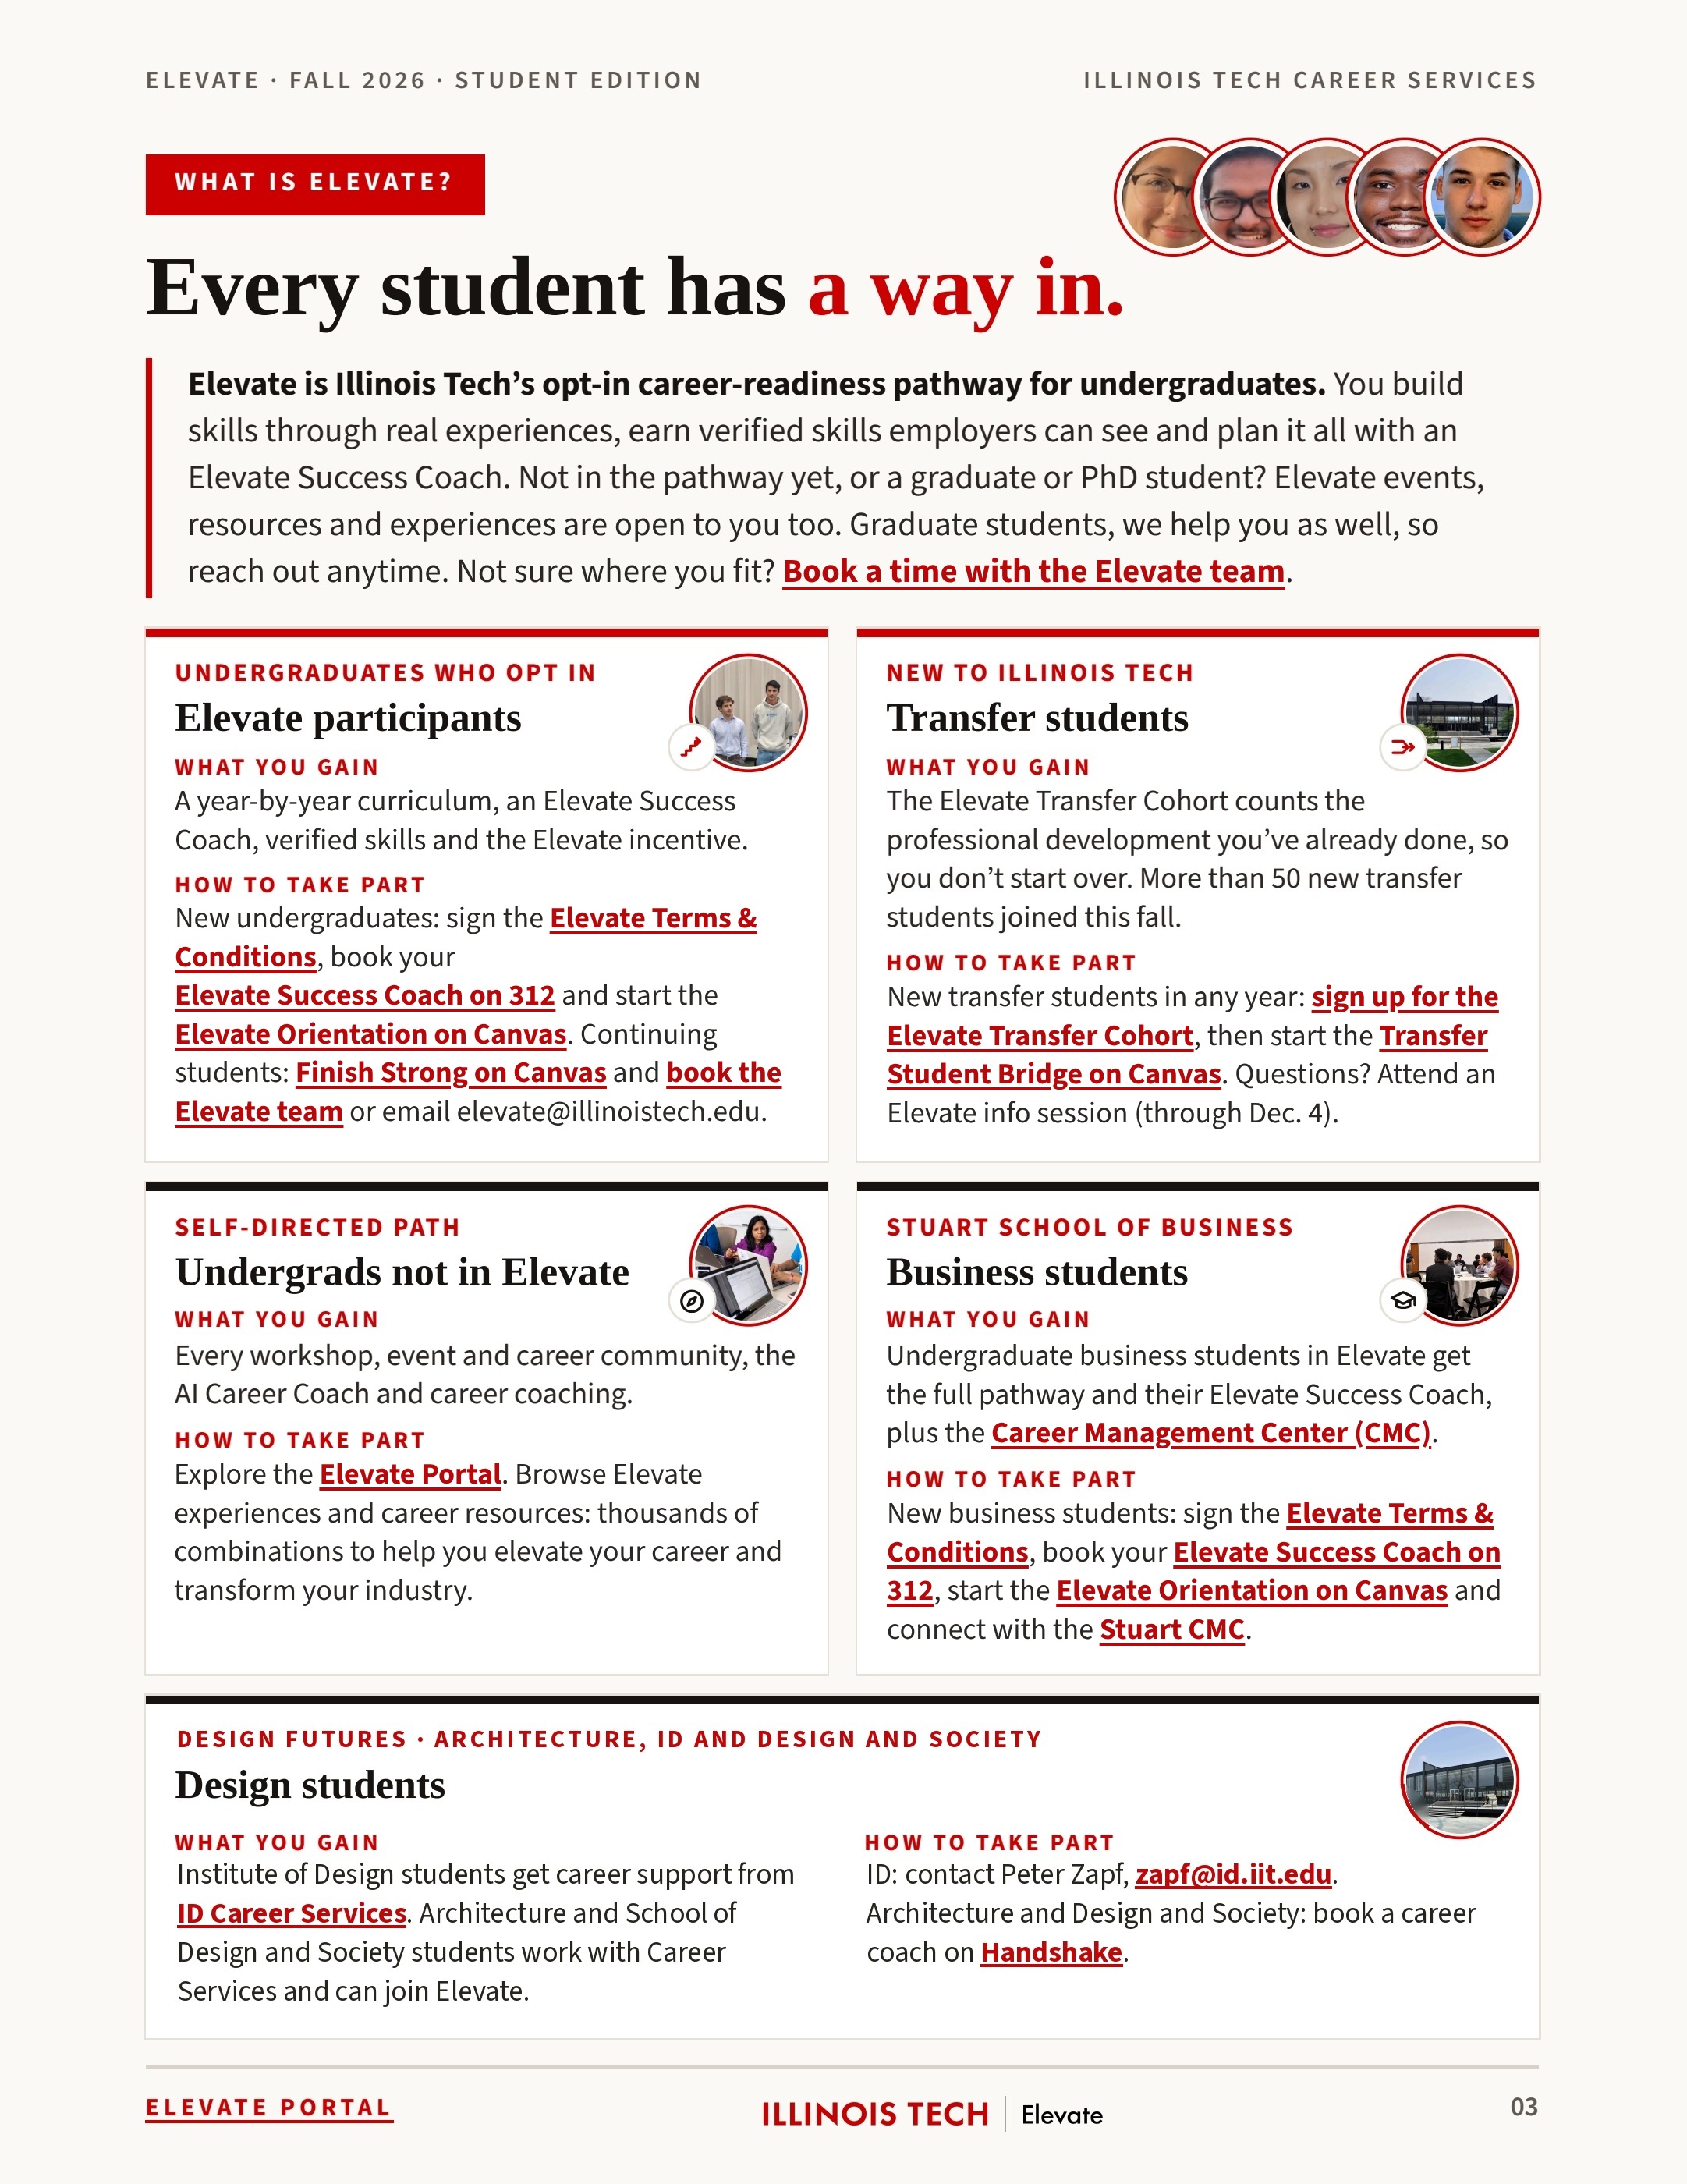 ELEVATE · FALL 2026 · STUDENT EDITION
ILLINOIS TECH CAREER SERVICES
WHAT IS ELEVATE?
Every student has a way in.
Elevate is Illinois Tech’s opt-in career-readiness pathway for undergraduates. You build
skills through real experiences, earn verified skills employers can see and plan it all with an
Elevate Success Coach. Not in the pathway yet, or a graduate or PhD student? Elevate events,
resources and experiences are open to you too. Graduate students, we help you as well, so
reach out anytime. Not sure where you fit? Book a time with the Elevate team.
UNDERGRADUATES WHO OPT IN
Elevate participants
WHAT YOU GAIN
A year-by-year curriculum, an Elevate Success
Coach, verified skills and the Elevate incentive.
HOW TO TAKE PART
New undergraduates: sign the Elevate Terms &
Conditions, book your
Elevate Success Coach on 312 and start the
Elevate Orientation on Canvas. Continuing
students: Finish Strong on Canvas and book the
Elevate team or email elevate@illinoistech.edu.
NEW TO ILLINOIS TECH
Transfer students
WHAT YOU GAIN
The Elevate Transfer Cohort counts the
professional development you’ve already done, so
you don’t start over. More than 50 new transfer
students joined this fall.
HOW TO TAKE PART
New transfer students in any year: sign up for the
Elevate Transfer Cohort, then start the Transfer
Student Bridge on Canvas. Questions? Attend an
Elevate info session (through Dec. 4).
SELF-DIRECTED PATH
Undergrads not in Elevate
WHAT YOU GAIN
Every workshop, event and career community, the
AI Career Coach and career coaching.
HOW TO TAKE PART
Explore the Elevate Portal. Browse Elevate
experiences and career resources: thousands of
combinations to help you elevate your career and
transform your industry.
STUART SCHOOL OF BUSINESS
Business students
WHAT YOU GAIN
Undergraduate business students in Elevate get
the full pathway and their Elevate Success Coach,
plus the Career Management Center (CMC).
HOW TO TAKE PART
New business students: sign the Elevate Terms &
Conditions, book your Elevate Success Coach on
312, start the Elevate Orientation on Canvas and
connect with the Stuart CMC.
DESIGN FUTURES · ARCHITECTURE, ID AND DESIGN AND SOCIETY
Design students
WHAT YOU GAIN
Institute of Design students get career support from
ID Career Services. Architecture and School of
Design and Society students work with Career
Services and can join Elevate.
HOW TO TAKE PART
ID: contact Peter Zapf, zapf@id.iit.edu.
Architecture and Design and Society: book a career
coach on Handshake.
ELEVATE PORTAL
ILLINOIS TECH | Elevate
03